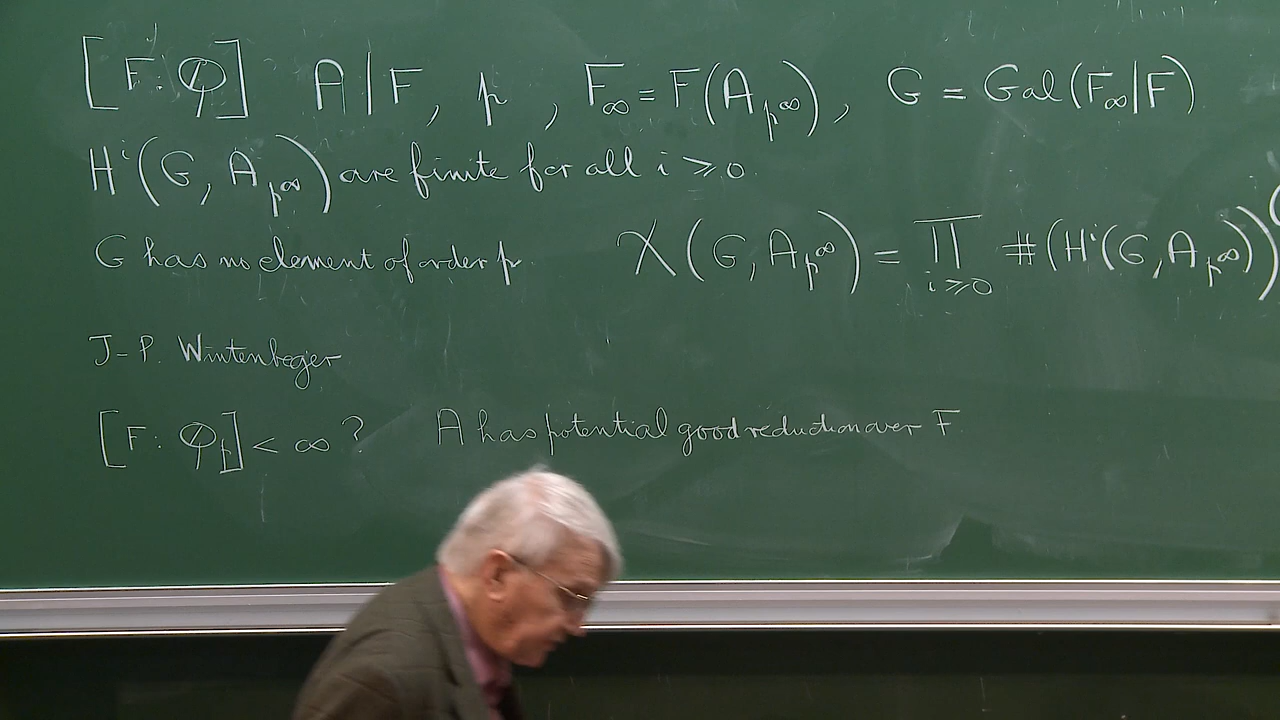 [F:Q] A|F, p, F∞ = F(A_{p^∞}), G = Gal(F∞|F)
H^i(G, A_{p^∞}) are finite for all i ≥ 0.
G has no element of order p. χ(G, A_{p^∞}) = ∏_{i≥0} #(H^i(G, A_{p^∞}))
J-P. Wintenbeger
[F: Q_p] < ∞ ? A has potential good reduction over F.